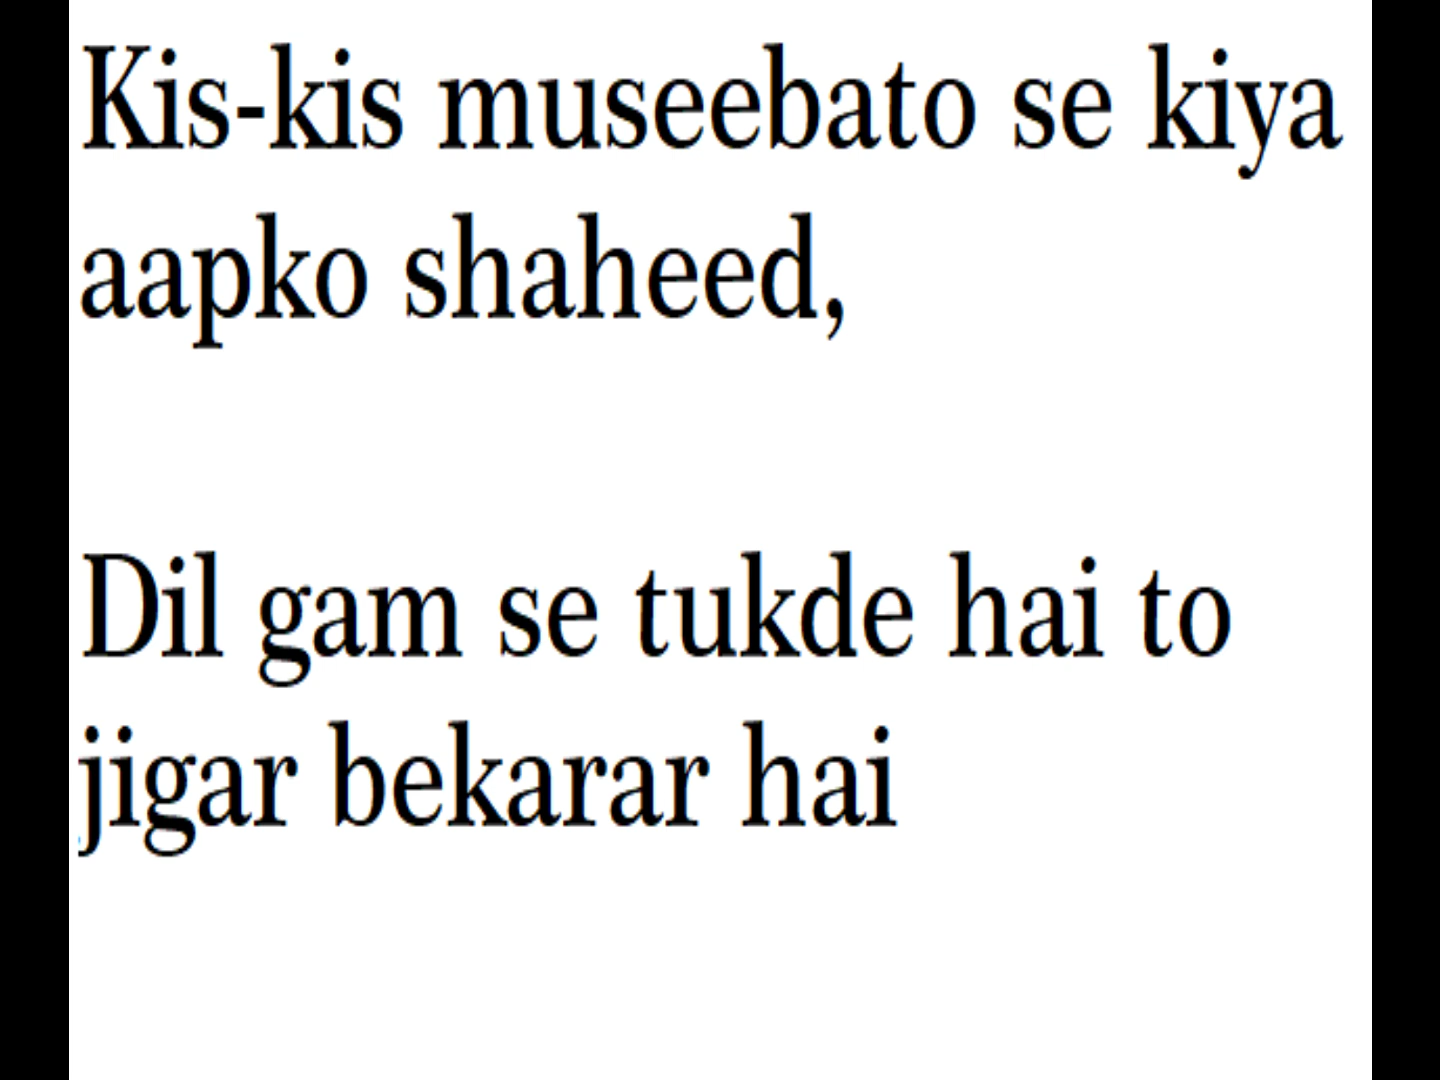 Kis-kis museebato se kiya
aapko shaheed,
Dil gam se tukde hai to
jigar bekarar hai